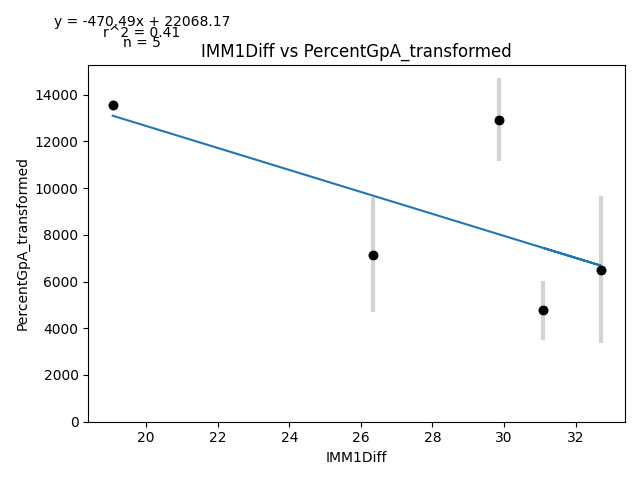 y = -470.49x + 22068.17
r^2 = 0.41
n = 5
IMM1Diff vs PercentGpA_transformed
PercentGpA_transformed
14000
12000
10000
8000
6000
4000
2000
0
20 22 24 26 28 30 32
IMM1Diff